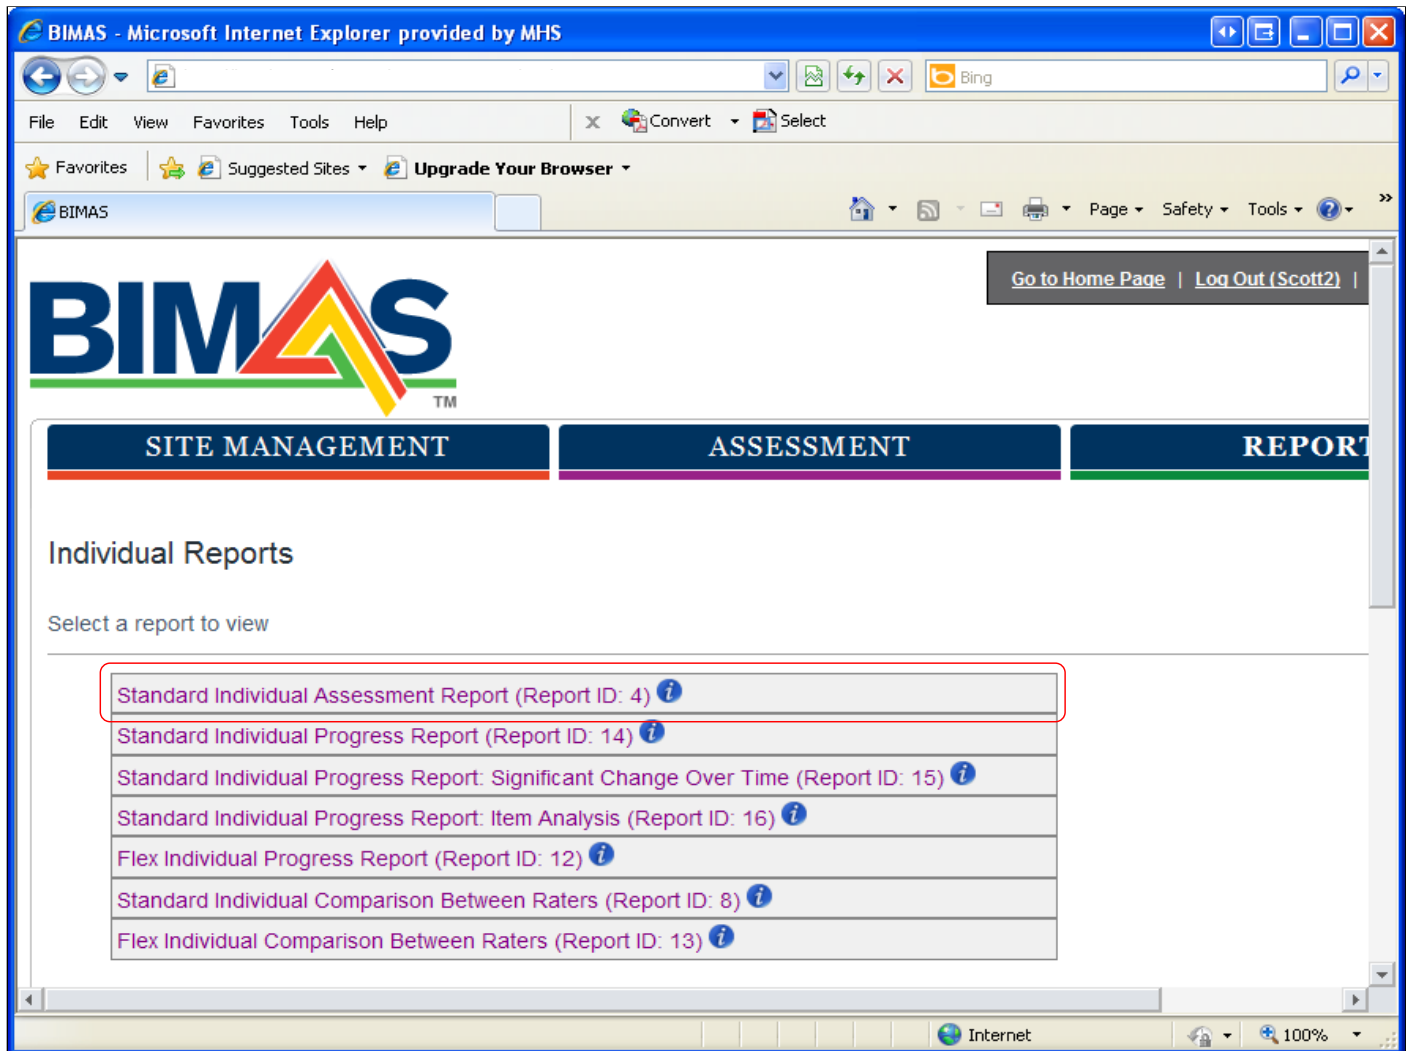 BIMAS - Microsoft Internet Explorer provided by MHS
Bing
File Edit View Favorites Tools Help x Convert Select
Favorites Suggested Sites Upgrade Your Browser
BIMAS Page Safety Tools »
Go to Home Page | Log Out (Scott2) |
BIMAS
TM
SITE MANAGEMENT ASSESSMENT REPORT
Individual Reports
Select a report to view
Standard Individual Assessment Report (Report ID: 4) i
Standard Individual Progress Report (Report ID: 14) i
Standard Individual Progress Report: Significant Change Over Time (Report ID: 15) i
Standard Individual Progress Report: Item Analysis (Report ID: 16) i
Flex Individual Progress Report (Report ID: 12) i
Standard Individual Comparison Between Raters (Report ID: 8) i
Flex Individual Comparison Between Raters (Report ID: 13) i
Internet 100%